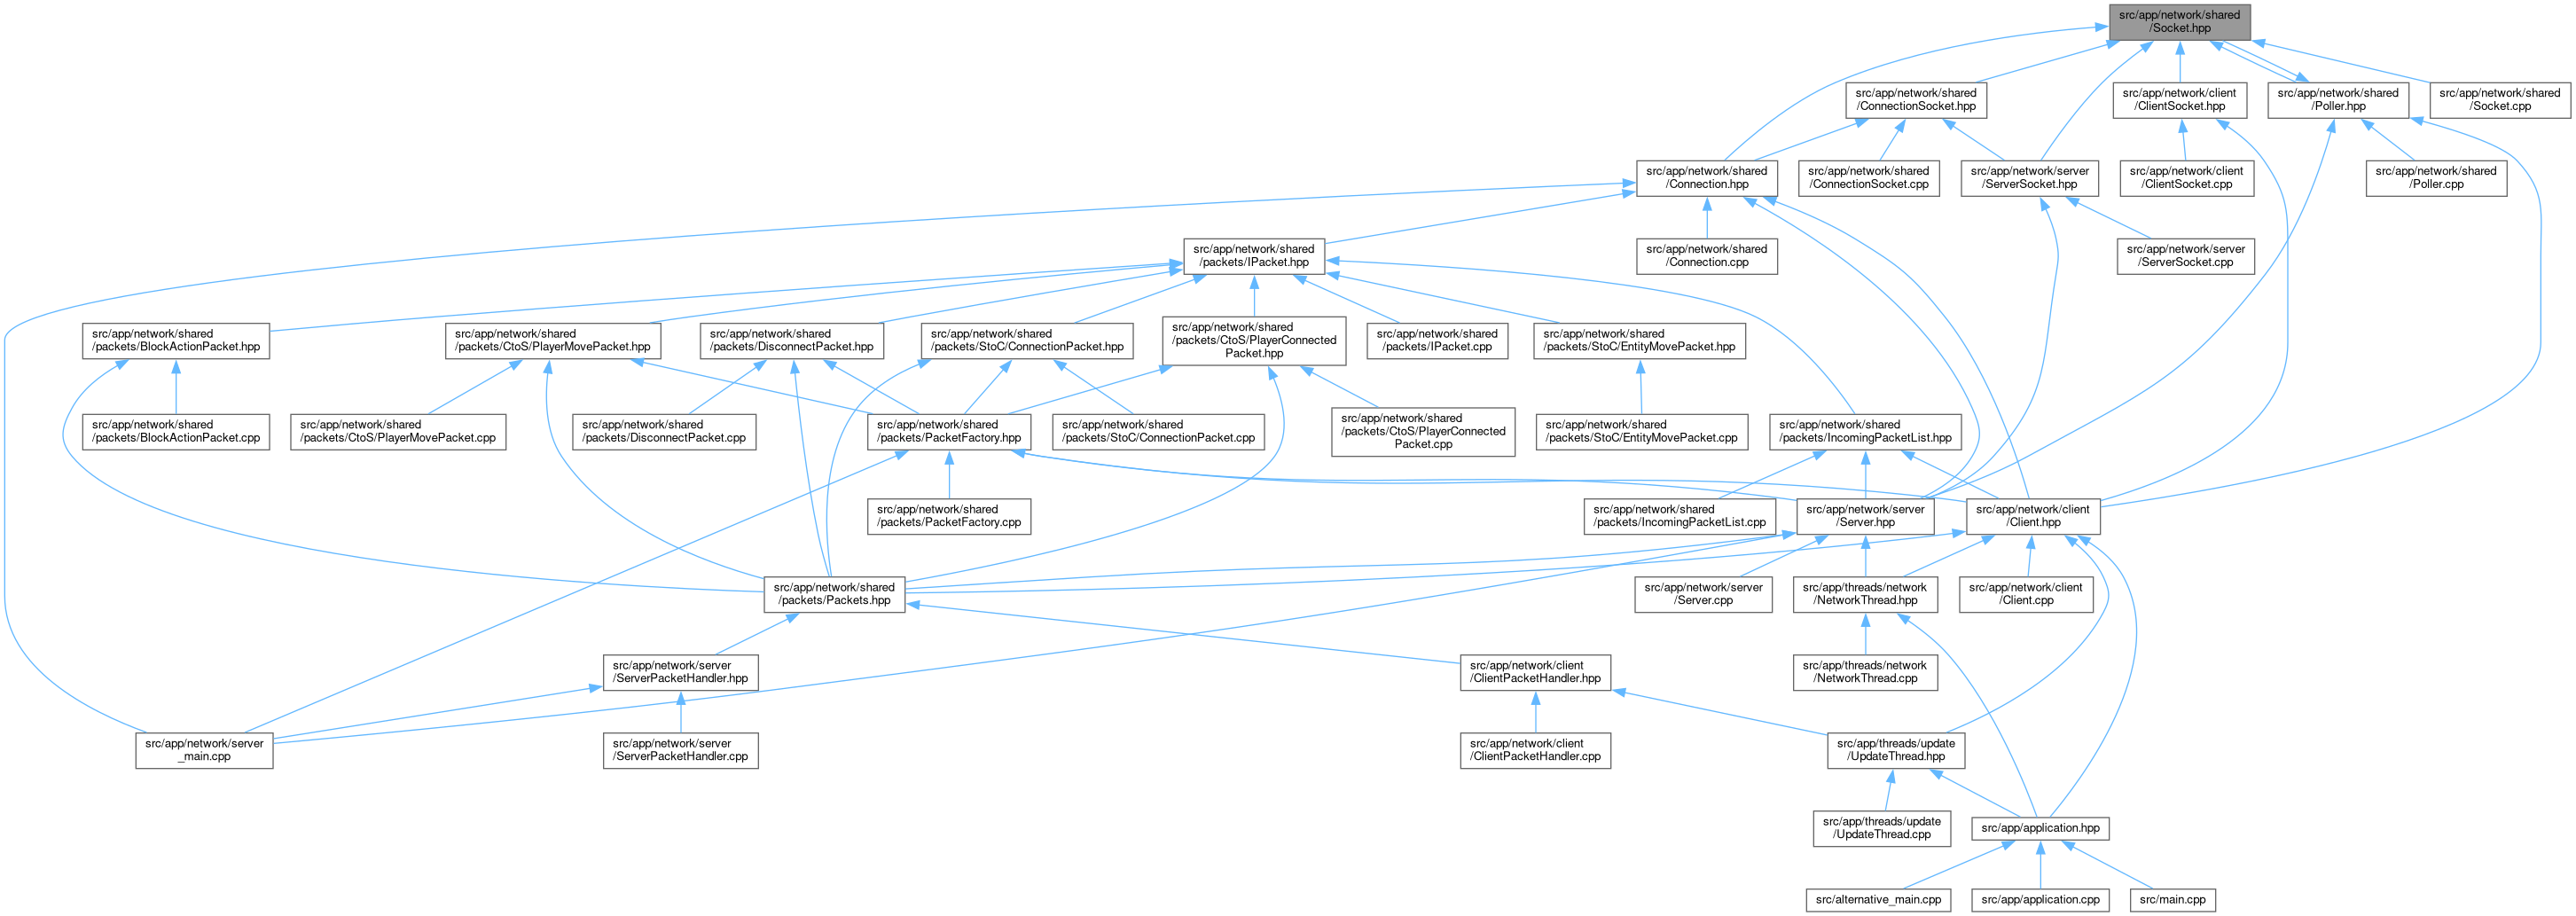 src/app/network/shared
/Socket.hpp
src/app/network/shared
/ConnectionSocket.hpp
src/app/network/client
/ClientSocket.hpp
src/app/network/shared
/Poller.hpp
src/app/network/shared
/Socket.cpp
src/app/network/shared
/Connection.hpp
src/app/network/shared
/ConnectionSocket.cpp
src/app/network/server
/ServerSocket.hpp
src/app/network/client
/ClientSocket.cpp
src/app/network/shared
/Poller.cpp
src/app/network/shared
/packets/IPacket.hpp
src/app/network/shared
/Connection.cpp
src/app/network/server
/ServerSocket.cpp
src/app/network/shared
/packets/BlockActionPacket.hpp
src/app/network/shared
/packets/CtoS/PlayerMovePacket.hpp
src/app/network/shared
/packets/DisconnectPacket.hpp
src/app/network/shared
/packets/StoC/ConnectionPacket.hpp
src/app/network/shared
/packets/CtoS/PlayerConnected
Packet.hpp
src/app/network/shared
/packets/IPacket.cpp
src/app/network/shared
/packets/StoC/EntityMovePacket.hpp
src/app/network/shared
/packets/BlockActionPacket.cpp
src/app/network/shared
/packets/CtoS/PlayerMovePacket.cpp
src/app/network/shared
/packets/DisconnectPacket.cpp
src/app/network/shared
/packets/PacketFactory.hpp
src/app/network/shared
/packets/StoC/ConnectionPacket.cpp
src/app/network/shared
/packets/CtoS/PlayerConnected
Packet.cpp
src/app/network/shared
/packets/StoC/EntityMovePacket.cpp
src/app/network/shared
/packets/IncomingPacketList.hpp
src/app/network/shared
/packets/PacketFactory.cpp
src/app/network/shared
/packets/IncomingPacketList.cpp
src/app/network/server
/Server.hpp
src/app/network/client
/Client.hpp
src/app/network/shared
/packets/Packets.hpp
src/app/network/server
/Server.cpp
src/app/threads/network
/NetworkThread.hpp
src/app/network/client
/Client.cpp
src/app/network/server
/ServerPacketHandler.hpp
src/app/network/client
/ClientPacketHandler.hpp
src/app/threads/network
/NetworkThread.cpp
src/app/network/server
_main.cpp
src/app/network/server
/ServerPacketHandler.cpp
src/app/network/client
/ClientPacketHandler.cpp
src/app/threads/update
/UpdateThread.hpp
src/app/threads/update
/UpdateThread.cpp
src/app/application.hpp
src/alternative_main.cpp
src/app/application.cpp
src/main.cpp